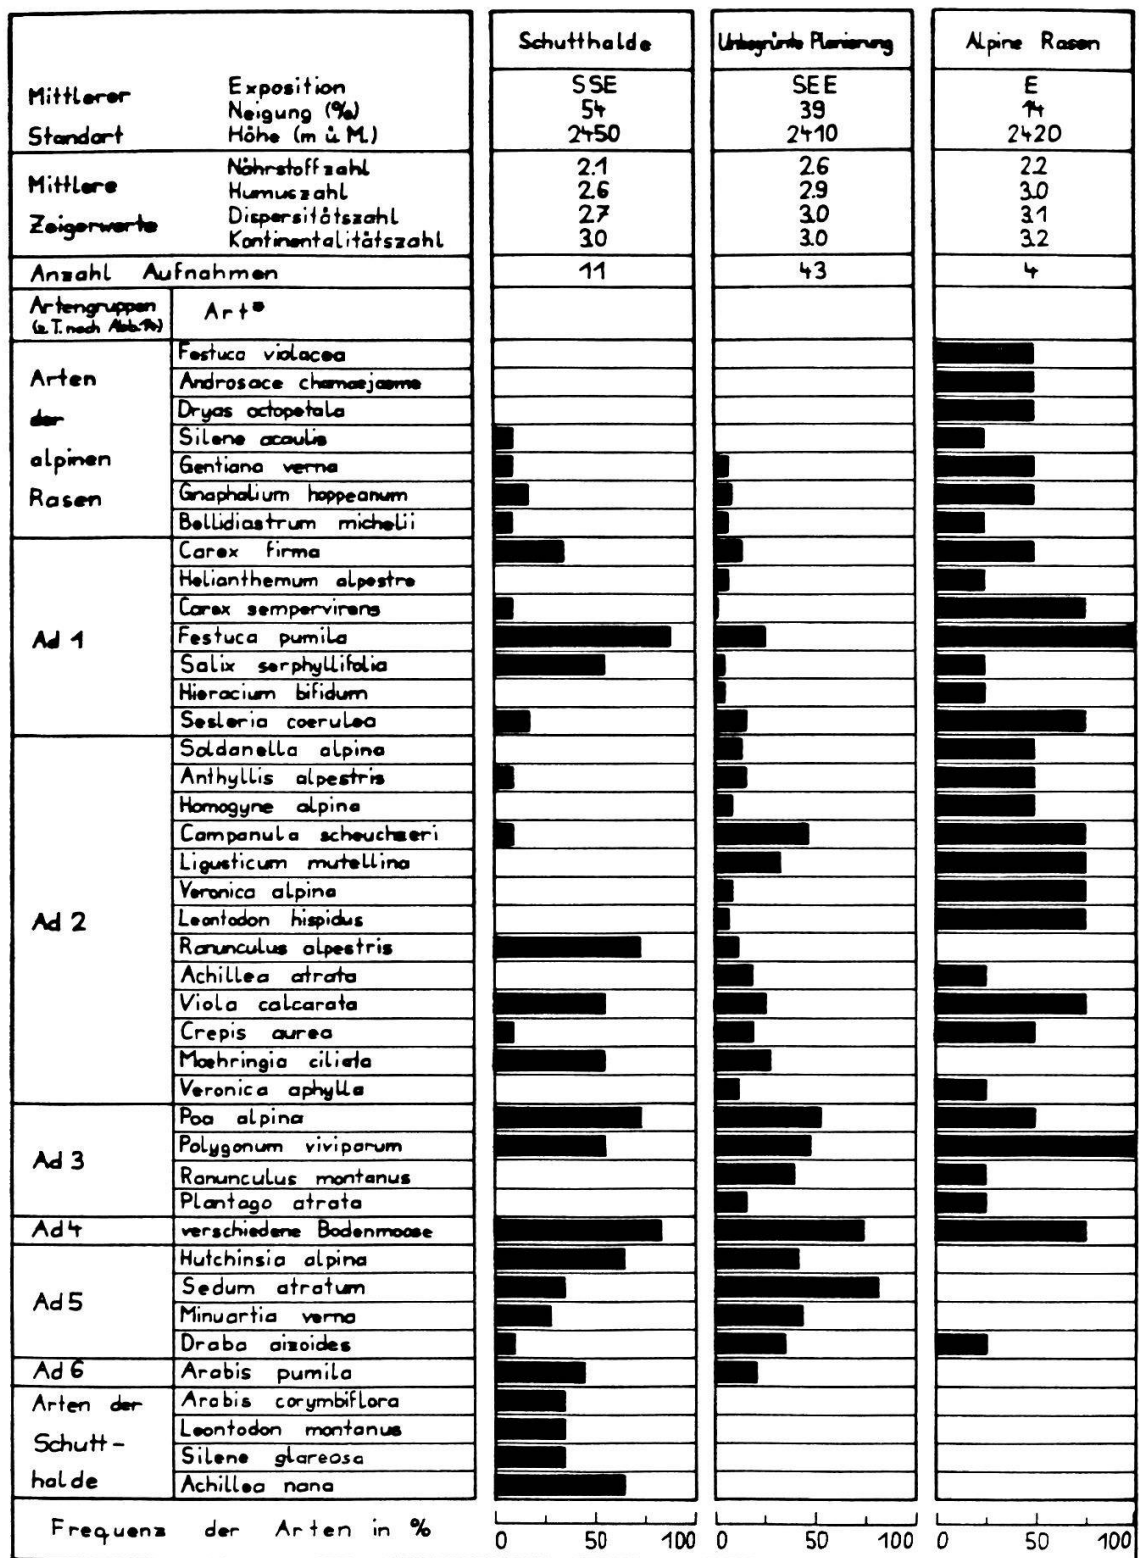 Schutthalde Unbegrünte Planierung Alpine Rasen
Mittlerer Exposition SSE SEE E
Neigung (%) 54 39 14
Standort Höhe (m ü. M.) 2450 2410 2420
Nährstoffzahl 2.1 2.6 2.2
Mittlere Humuszahl 2.6 2.9 3.0
Zeigerwerte Dispersitätszahl 2.7 3.0 3.1
Kontinentalitätszahl 3.0 3.0 3.2
Anzahl Aufnahmen 11 43 4
Artengruppen Art*
(z.T. nach Abb. 14)
Festuca violacea
Arten Androsace chamaejasme
der Dryas octopetala
Silene acaulis
alpinen Gentiana verna
Rasen Gnaphalium hoppeanum
Bellidiastrum michelii
Carex firma
Helianthemum alpestre
Carex sempervirens
Ad 1 Festuca pumila
Salix serphyllifolia
Hieracium bifidum
Sesleria coerulea
Soldanella alpina
Anthyllis alpestris
Homogyne alpina
Campanula scheuchzeri
Ligusticum mutellina
Veronica alpina
Ad 2 Leontodon hispidus
Ranunculus alpestris
Achillea atrata
Viola calcarata
Crepis aurea
Moehringia ciliata
Veronica aphylla
Poa alpina
Ad 3 Polygonum viviparum
Ranunculus montanus
Plantago atrata
Ad 4 verschiedene Bodenmoose
Hutchinsia alpina
Ad 5 Sedum atratum
Minuartia verna
Draba aizoides
Ad 6 Arabis pumila
Arten der Arabis corymbiflora
Schutt- Leontodon montanus
Silene glareosa
halde Achillea nana
Frequenz der Arten in % 0 50 100 0 50 100 0 50 100